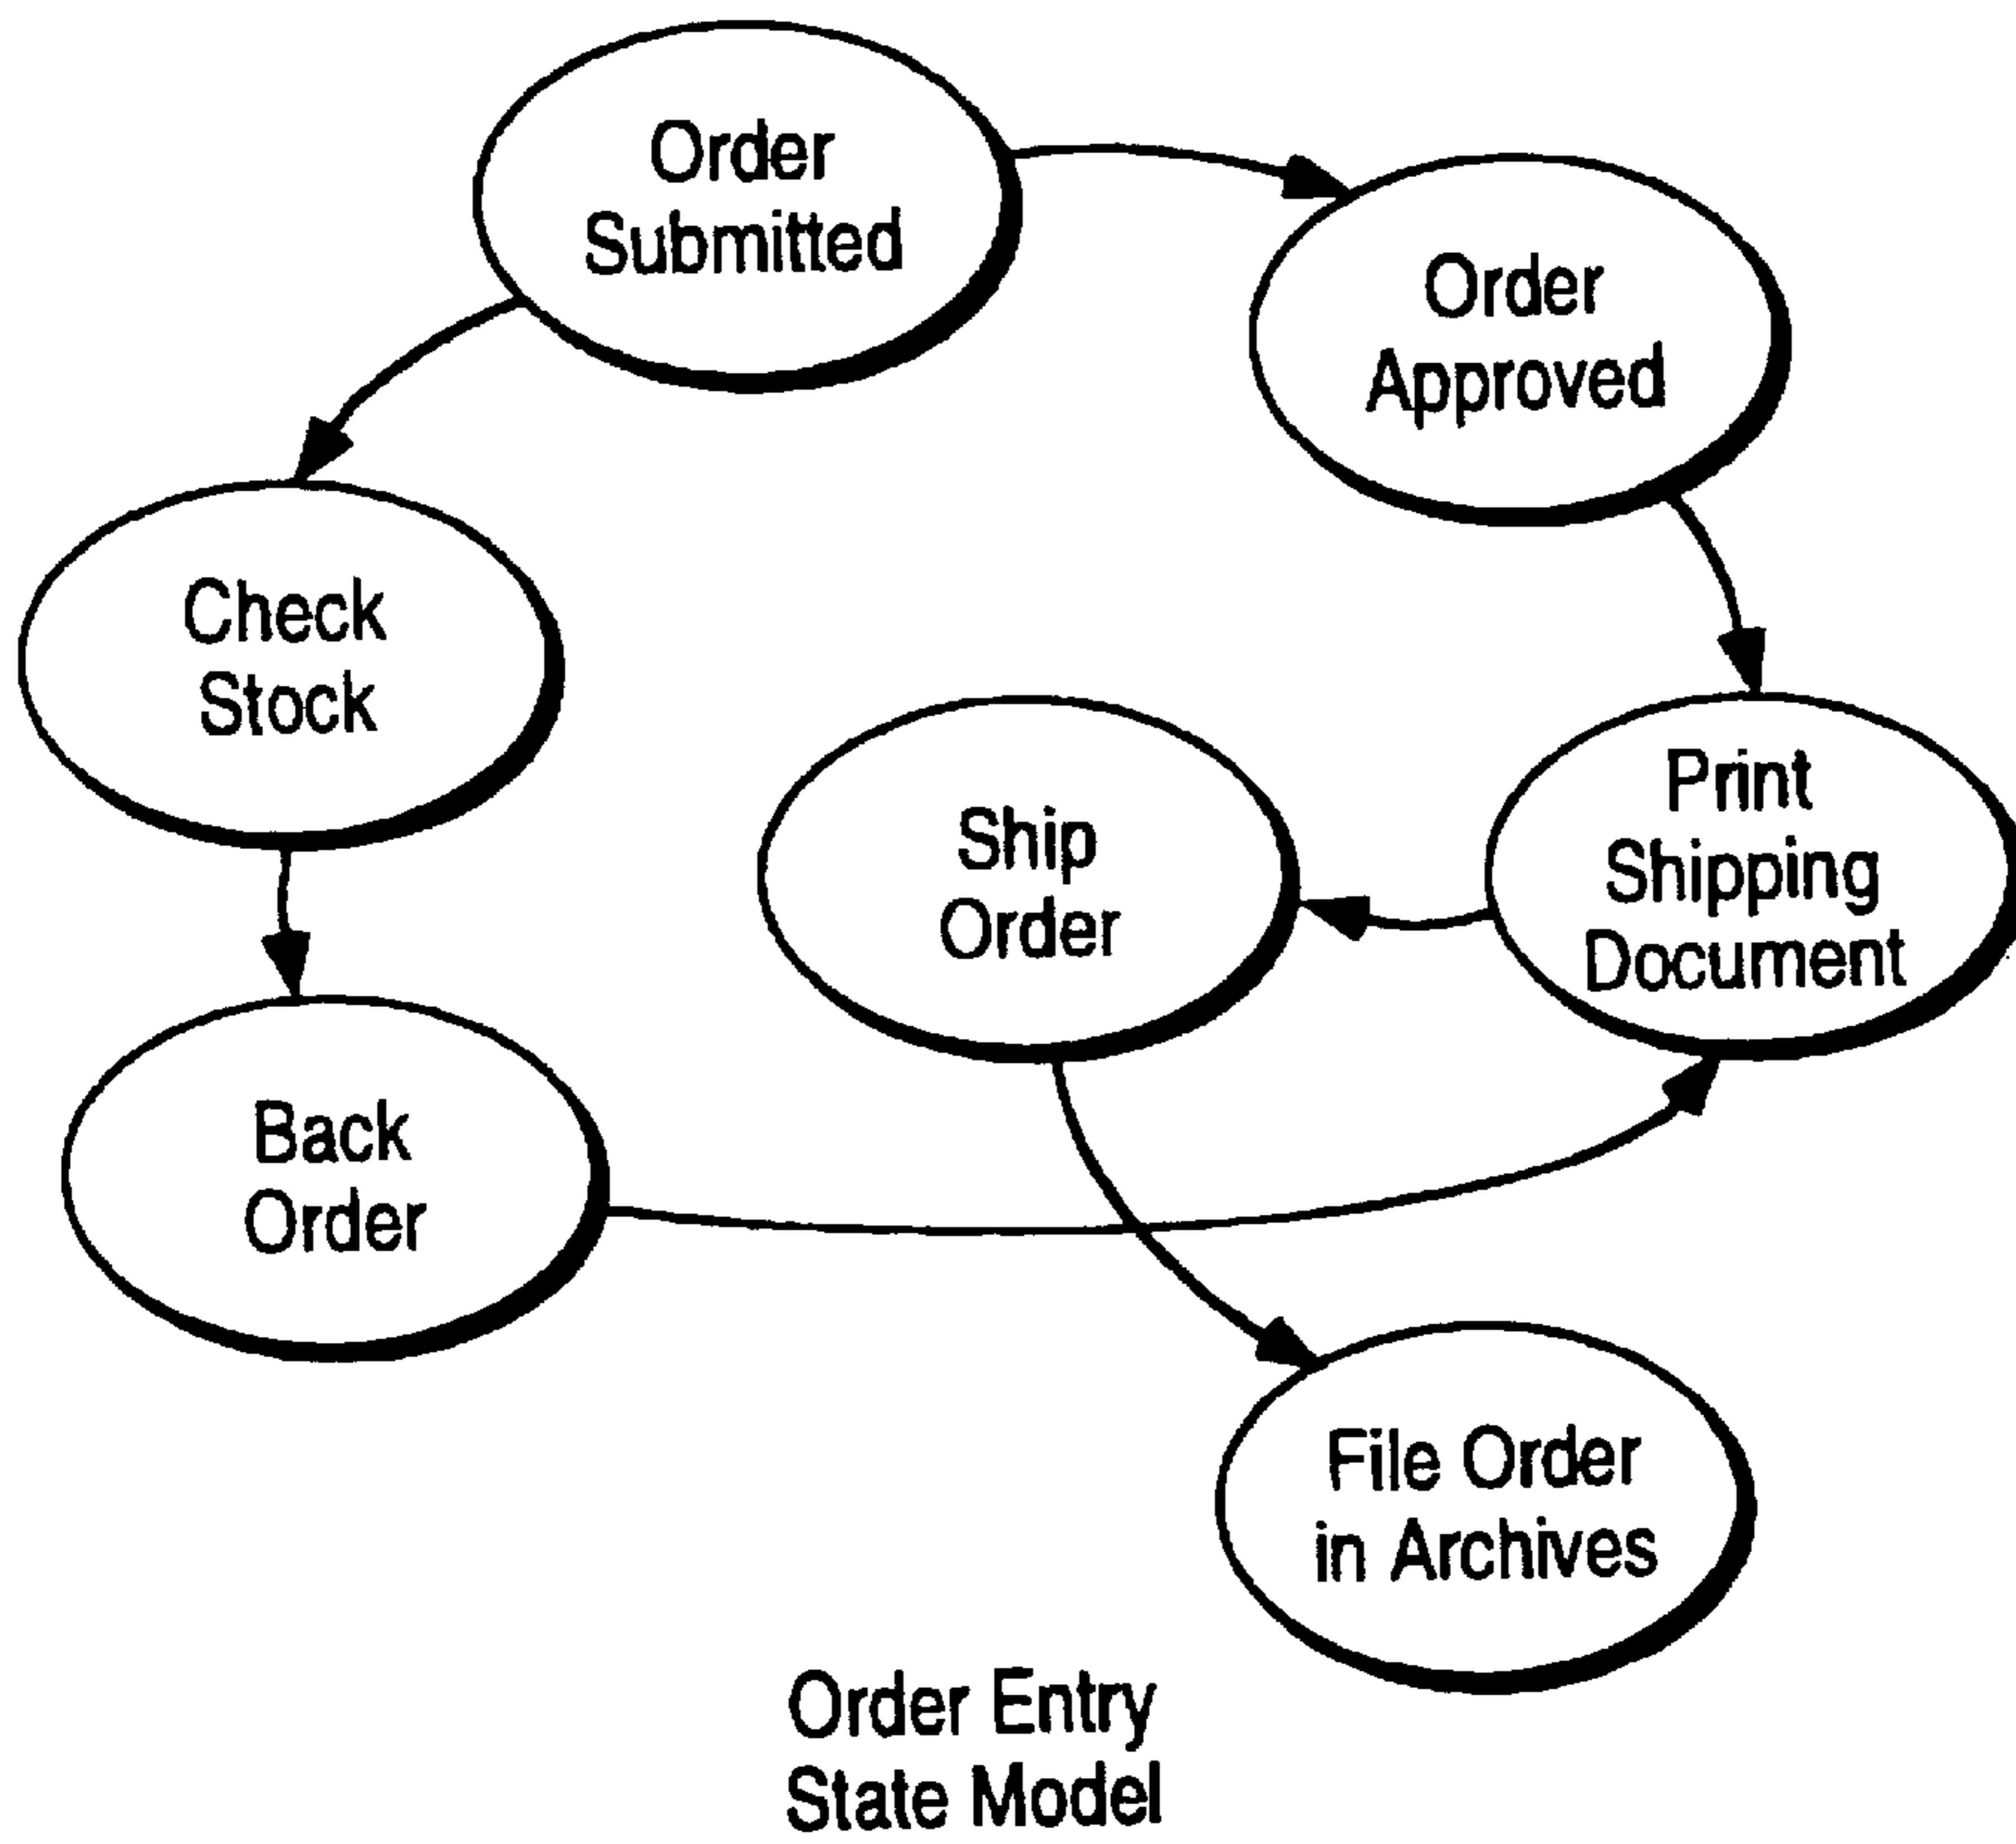 Order
Submitted
Order
Approved
Check
Stock
Ship
Order
Print
Shipping
Document
Back
Order
File Order
in Archives
Order Entry
State Model